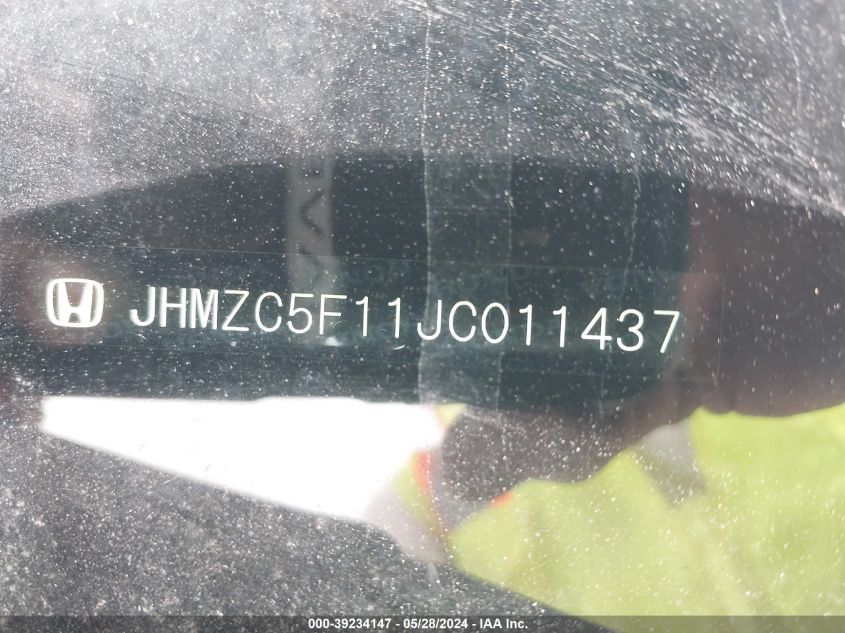 JHMZC5F11JC011437
000-39234147 - 05/28/2024 - IAA Inc.